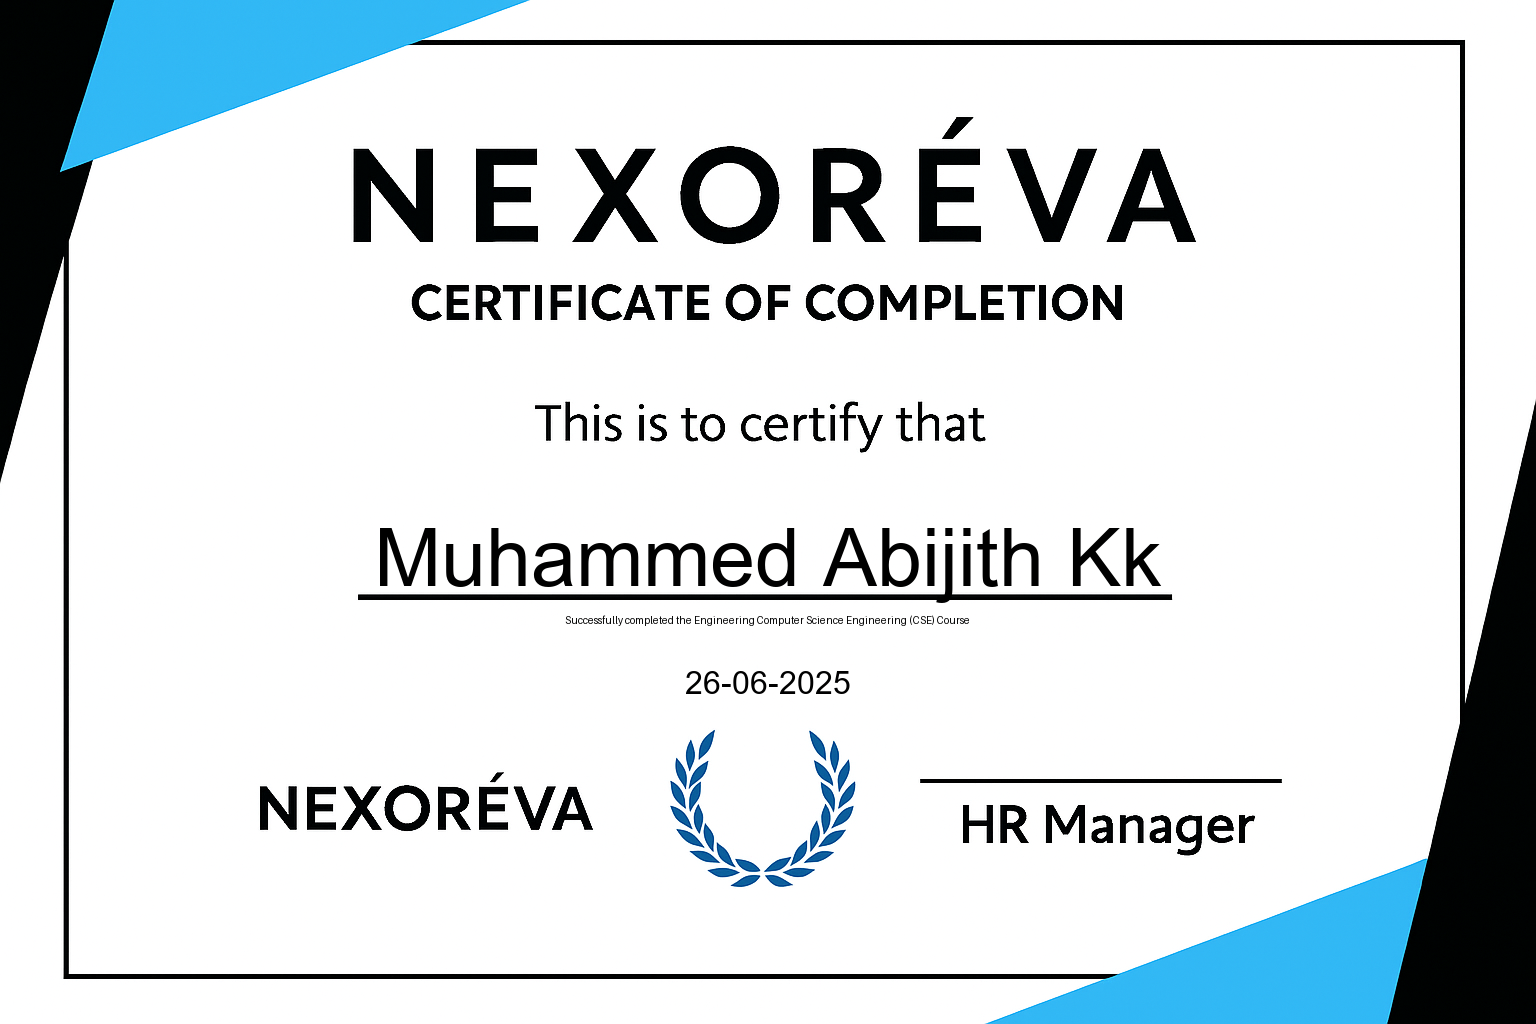 NEXORÉVA
CERTIFICATE OF COMPLETION
This is to certify that
Muhammed Abijith Kk
Successfully completed the Engineering Computer Science Engineering (CSE) Course
26-06-2025
NEXORÉVA
HR Manager